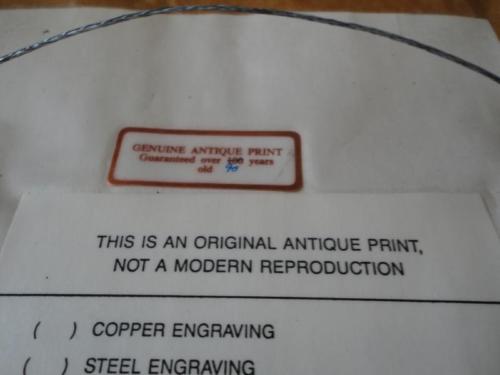 GENUINE ANTIQUE PRINT
Guaranteed over 100 years
old 90
THIS IS AN ORIGINAL ANTIQUE PRINT,
NOT A MODERN REPRODUCTION
( ) COPPER ENGRAVING
( ) STEEL ENGRAVING